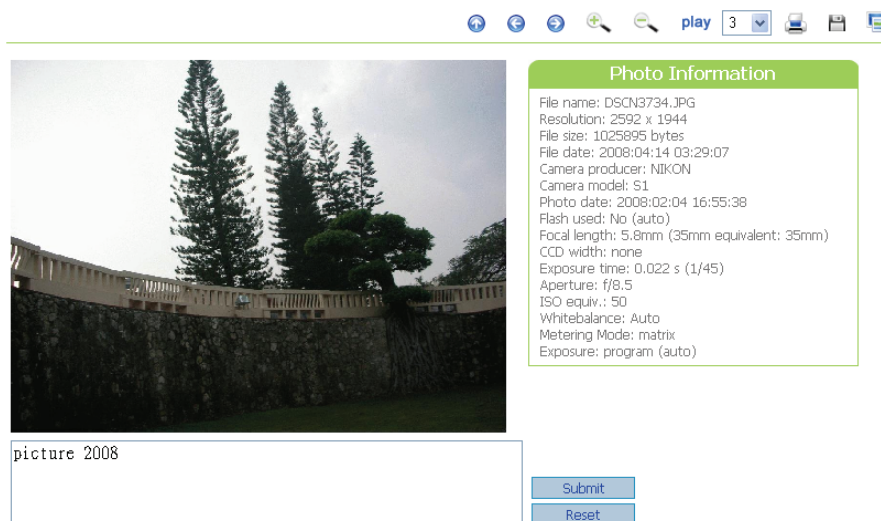 play 3
Photo Information
File name: DSCN3734.JPG
Resolution: 2592 x 1944
File size: 1025895 bytes
File date: 2008:04:14 03:29:07
Camera producer: NIKON
Camera model: S1
Photo date: 2008:02:04 16:55:38
Flash used: No (auto)
Focal length: 5.8mm (35mm equivalent: 35mm)
CCD width: none
Exposure time: 0.022 s (1/45)
Aperture: f/8.5
ISO equiv.: 50
Whitebalance: Auto
Metering Mode: matrix
Exposure: program (auto)
picture 2008
Submit
Reset